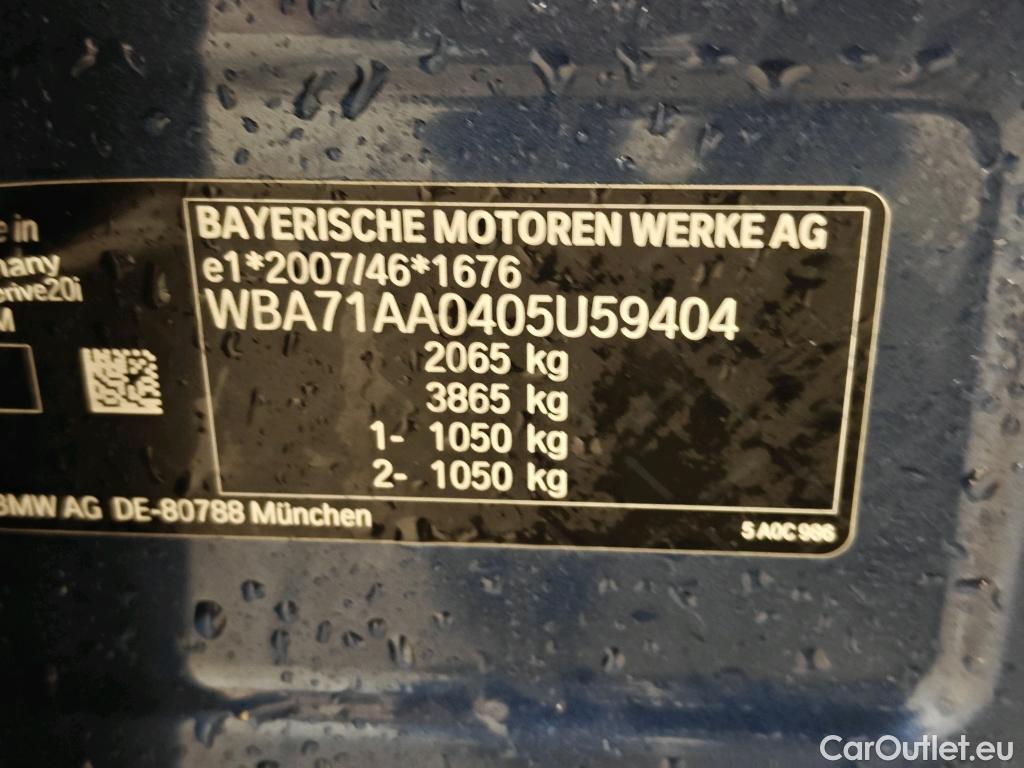 e in
many
drive20i
M
BAYERISCHE MOTOREN WERKE AG
e1*2007/46*1676
WBA71AA0405U59404
2065 kg
3865 kg
1- 1050 kg
2- 1050 kg
BMW AG DE-80788 München
5 A0C 986
CarOutlet.eu